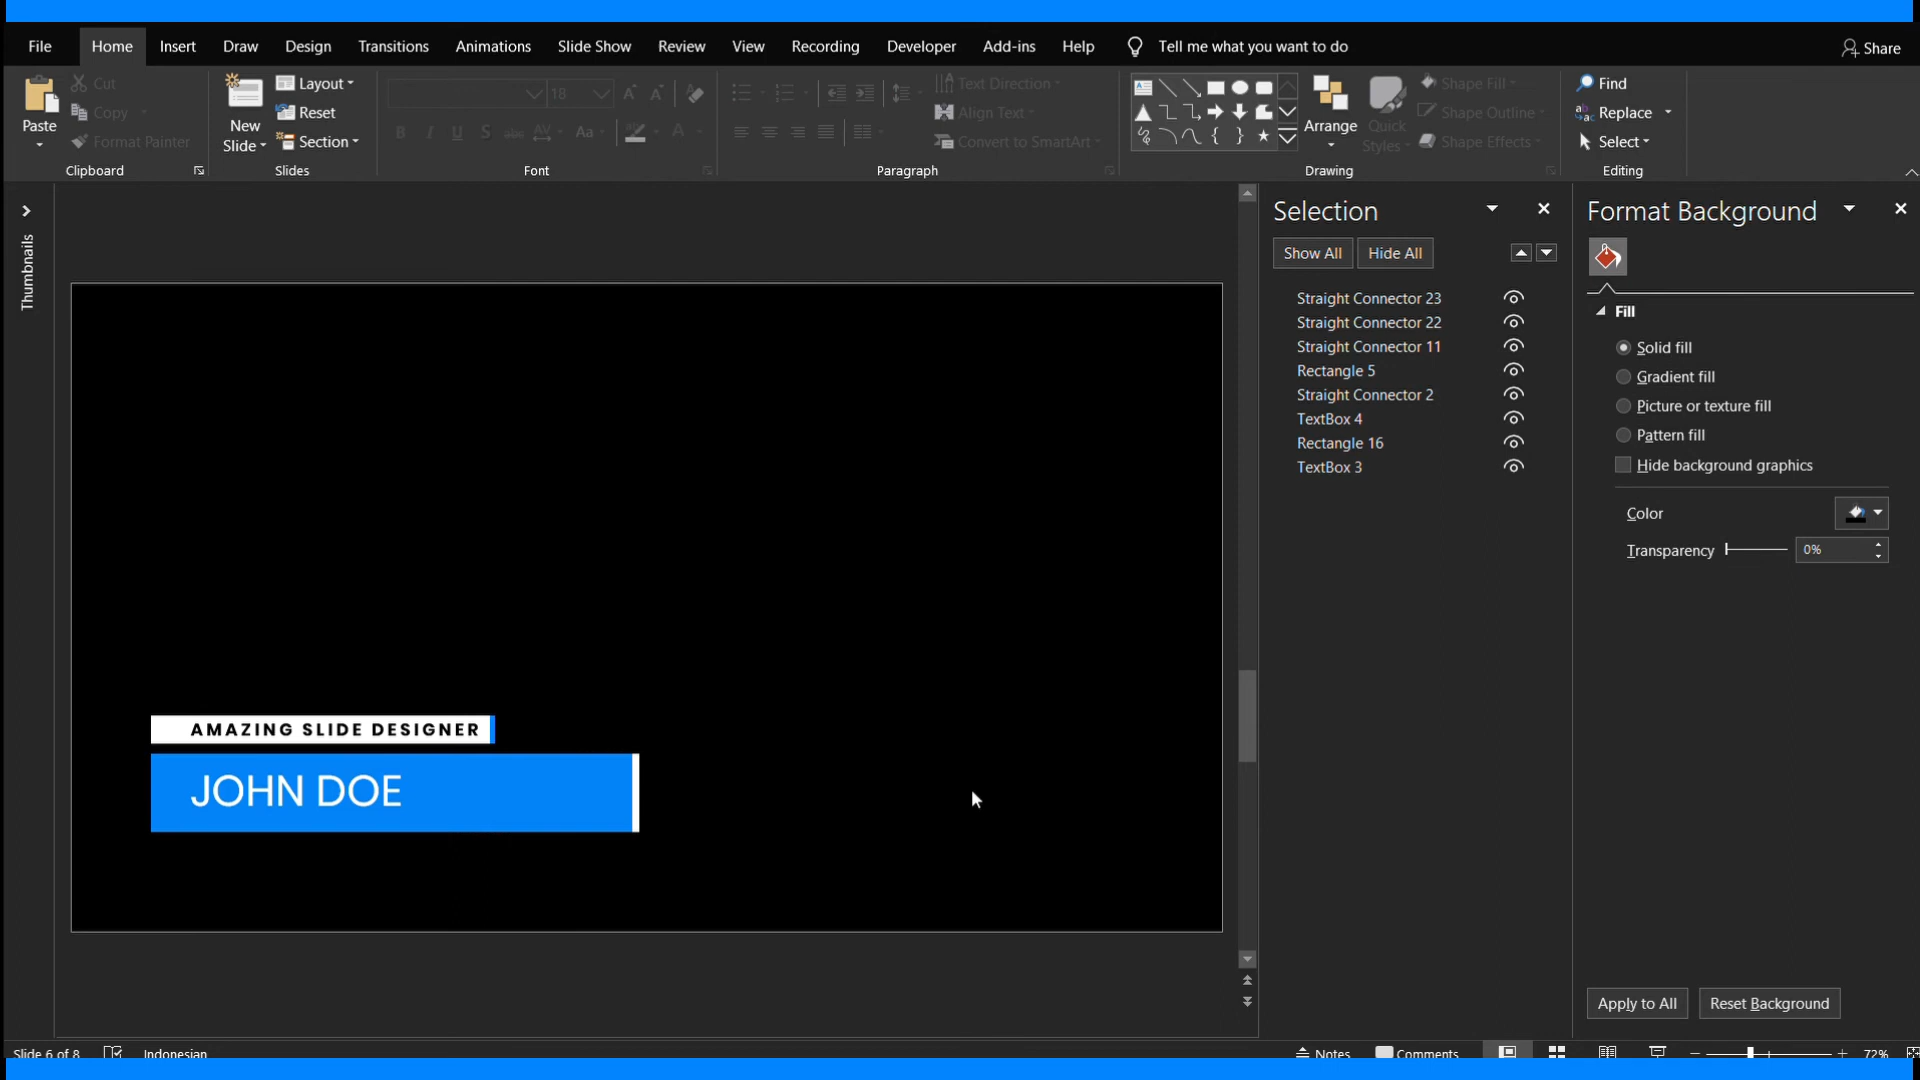 File Home Insert Draw Design Transitions Animations Slide Show Review View Recording Developer Add-ins Help Tell me what you want to do Share
Paste
Cut
Copy
Format Painter
Clipboard
New
Slide
Layout
Reset
Section
Slides
18
B I U S abc AV Aa A
Font
Text Direction
Align Text
Convert to SmartArt
Paragraph
Arrange
Quick
Styles
Shape Fill
Shape Outline
Shape Effects
Drawing
Find
Replace
Select
Editing
Thumbnails
AMAZING SLIDE DESIGNER
JOHN DOE
Selection
Show All Hide All
Straight Connector 23
Straight Connector 22
Straight Connector 11
Rectangle 5
Straight Connector 2
TextBox 4
Rectangle 16
TextBox 3
Format Background
Fill
Solid fill
Gradient fill
Picture or texture fill
Pattern fill
Hide background graphics
Color
Transparency 0%
Apply to All Reset Background
Slide 6 of 8 Indonesian Notes Comments 72%